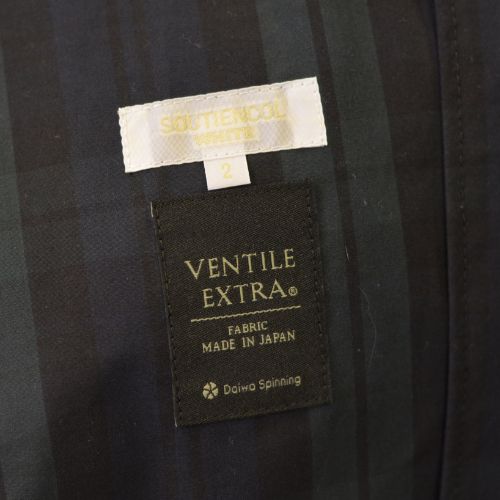 SOUTIENCOL
WHITE
2
VENTILE
EXTRA®
FABRIC
MADE IN JAPAN
Daiwa Spinning